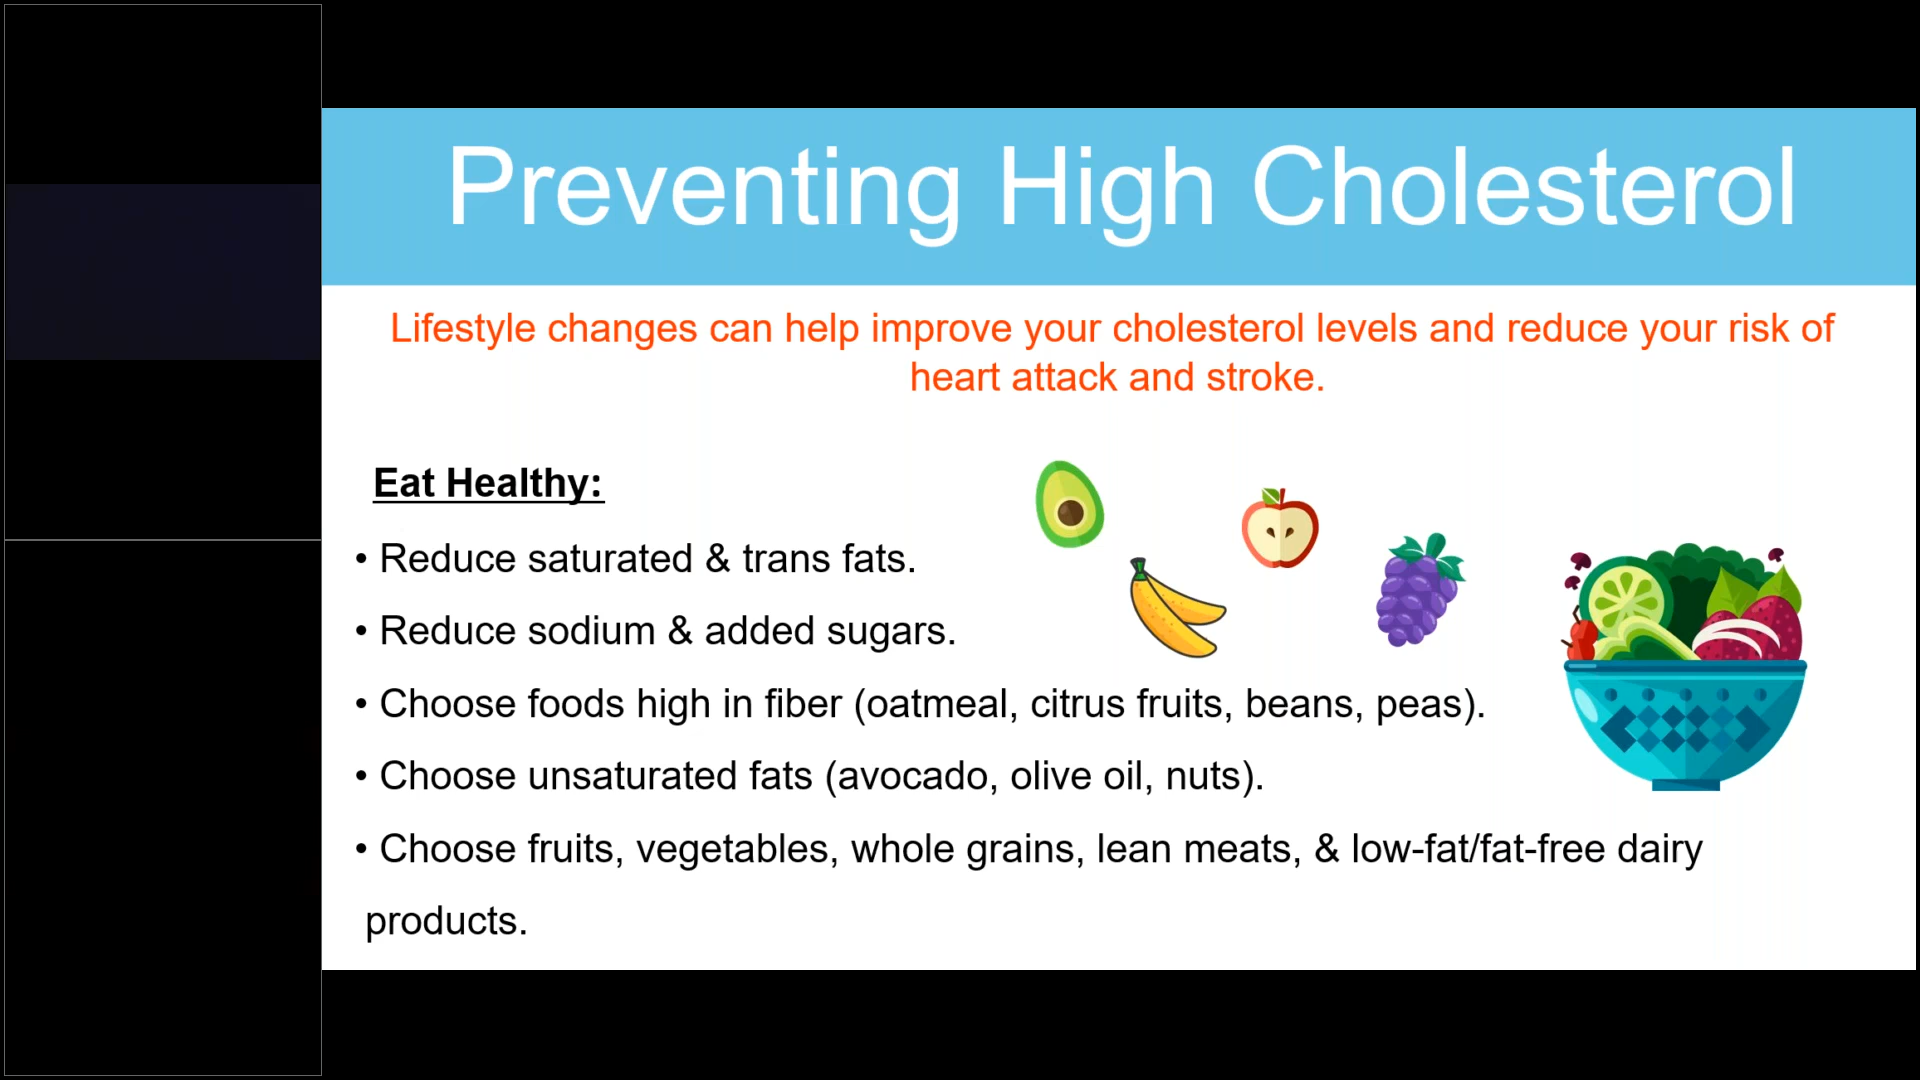 Preventing High Cholesterol
Lifestyle changes can help improve your cholesterol levels and reduce your risk of
heart attack and stroke.
Eat Healthy:
• Reduce saturated & trans fats.
• Reduce sodium & added sugars.
• Choose foods high in fiber (oatmeal, citrus fruits, beans, peas).
• Choose unsaturated fats (avocado, olive oil, nuts).
• Choose fruits, vegetables, whole grains, lean meats, & low-fat/fat-free dairy
products.